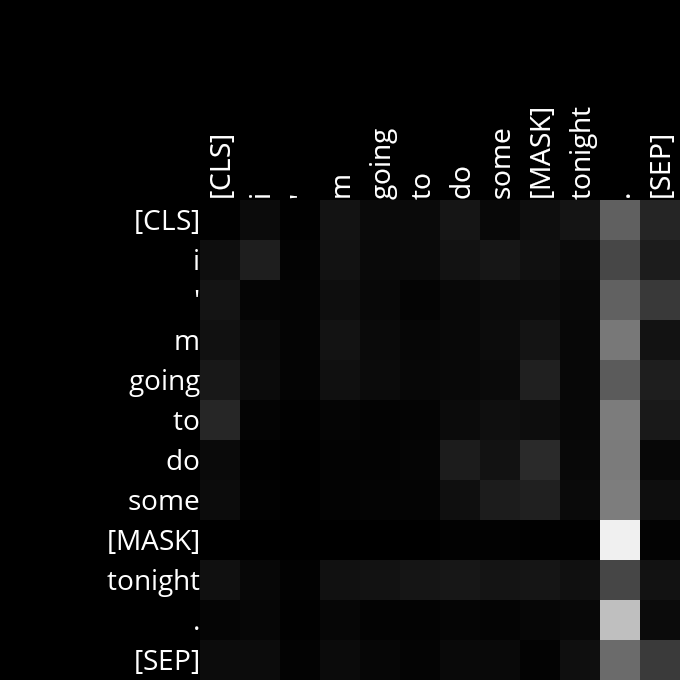 [CLS] i ' m going to do some [MASK] tonight . [SEP]
[CLS]
i
'
m
going
to
do
some
[MASK]
tonight
.
[SEP]